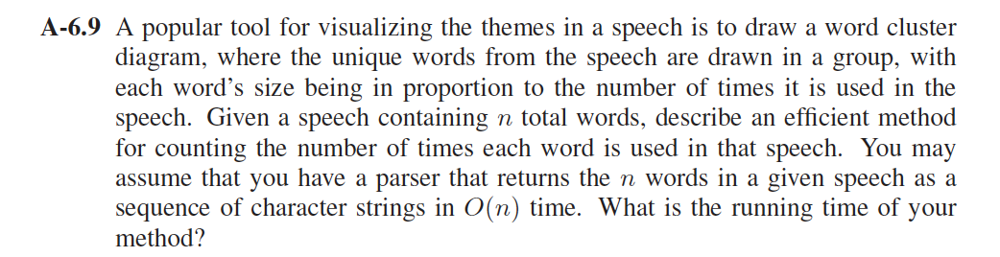 A-6.9 A popular tool for visualizing the themes in a speech is to draw a word cluster
diagram, where the unique words from the speech are drawn in a group, with
each word's size being in proportion to the number of times it is used in the
speech. Given a speech containing n total words, describe an efficient method
for counting the number of times each word is used in that speech. You may
assume that you have a parser that returns the n words in a given speech as a
sequence of character strings in O(n) time. What is the running time of your
method?